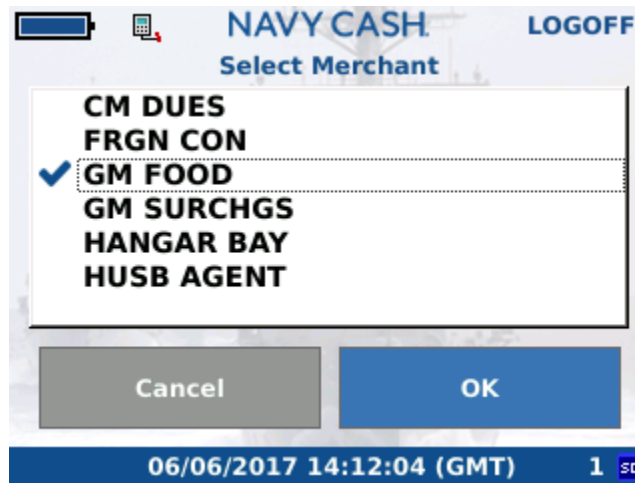 NAVY CASH. LOGOFF
Select Merchant
CM DUES
FRGN CON
GM FOOD
GM SURCHGS
HANGAR BAY
HUSB AGENT
Cancel OK
06/06/2017 14:12:04 (GMT) 1